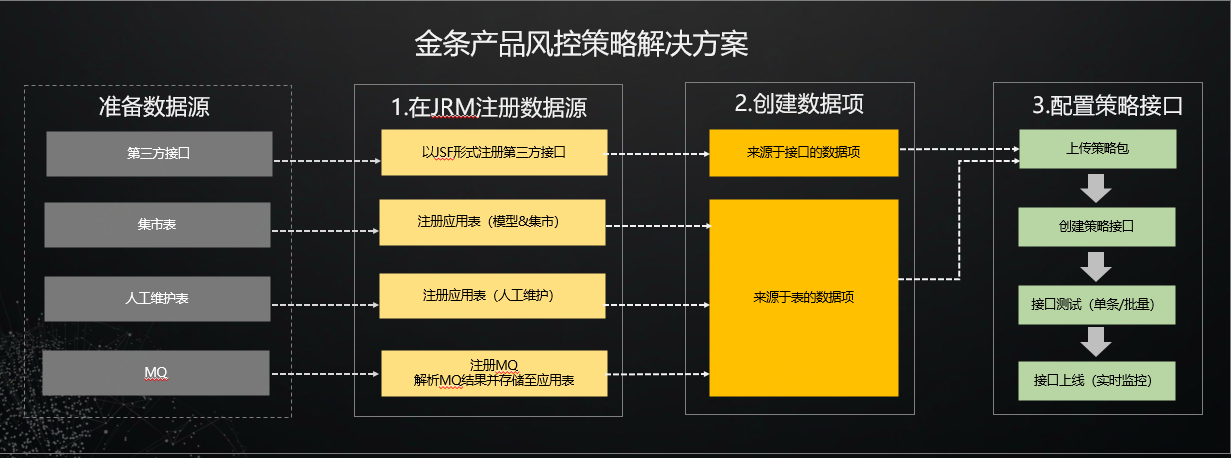 金条产品风控策略解决方案
准备数据源
第三方接口
集市表
人工维护表
MQ
1.在JRM注册数据源
以JSF形式注册第三方接口
注册应用表（模型&集市）
注册应用表（人工维护）
注册MQ
解析MQ结果并存储至应用表
2.创建数据项
来源于接口的数据项
来源于表的数据项
3.配置策略接口
上传策略包
创建策略接口
接口测试（单条/批量）
接口上线（实时监控）